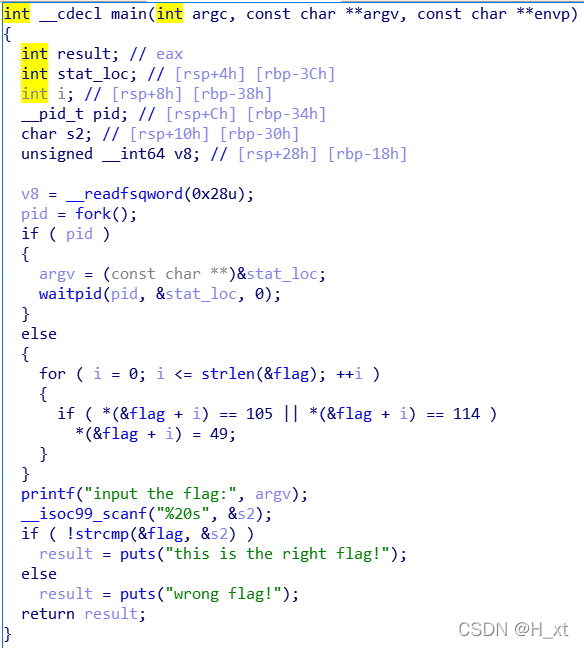 int __cdecl main(int argc, const char **argv, const char **envp)
{
  int result; // eax
  int stat_loc; // [rsp+4h] [rbp-3Ch]
  int i; // [rsp+8h] [rbp-38h]
  __pid_t pid; // [rsp+Ch] [rbp-34h]
  char s2; // [rsp+10h] [rbp-30h]
  unsigned __int64 v8; // [rsp+28h] [rbp-18h]

  v8 = __readfsqword(0x28u);
  pid = fork();
  if ( pid )
  {
    argv = (const char **)&stat_loc;
    waitpid(pid, &stat_loc, 0);
  }
  else
  {
    for ( i = 0; i <= strlen(&flag); ++i )
    {
      if ( *(&flag + i) == 105 || *(&flag + i) == 114 )
        *(&flag + i) = 49;
    }
  }
  printf("input the flag:", argv);
  __isoc99_scanf("%20s", &s2);
  if ( !strcmp(&flag, &s2) )
    result = puts("this is the right flag!");
  else
    result = puts("wrong flag!");
  return result;
}
CSDN @H_xt